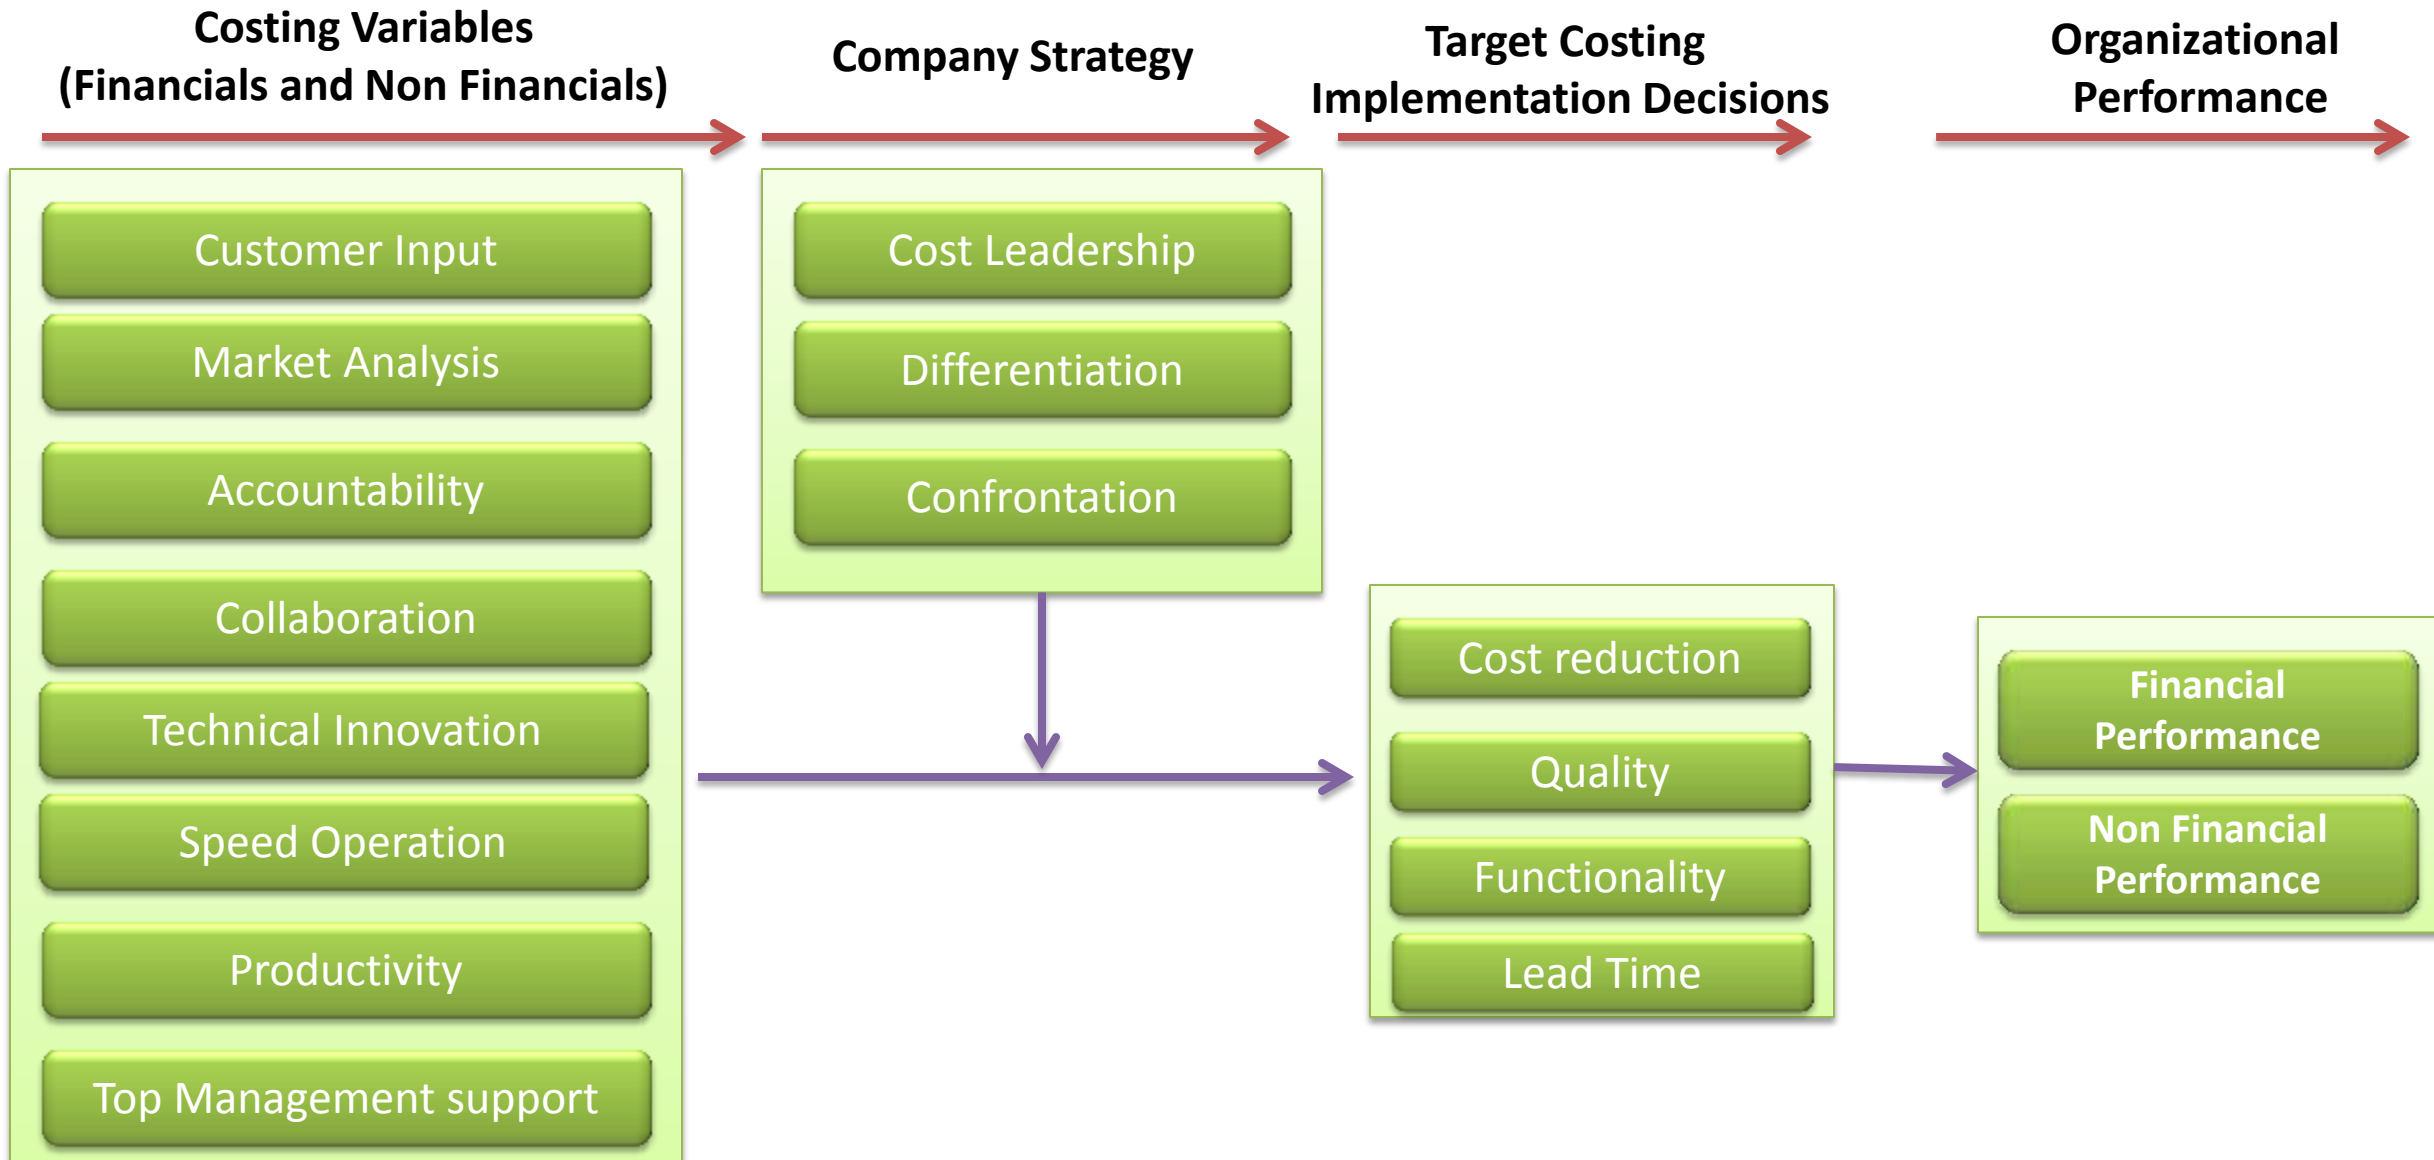 Costing Variables
(Financials and Non Financials)
Company Strategy
Target Costing
Implementation Decisions
Organizational
Performance
Customer Input
Market Analysis
Accountability
Collaboration
Technical Innovation
Speed Operation
Productivity
Top Management support
Cost Leadership
Differentiation
Confrontation
Cost reduction
Quality
Functionality
Lead Time
Financial
Performance
Non Financial
Performance